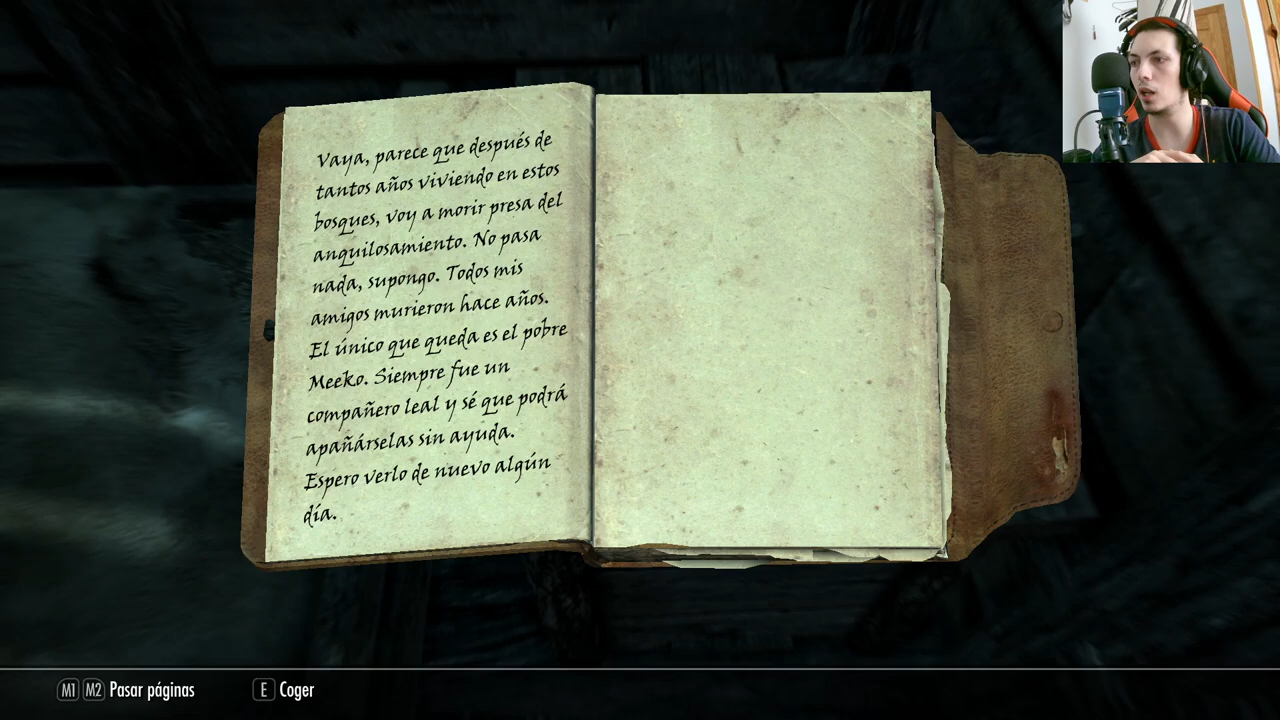 Vaya, parece que después de
tantos años viviendo en estos
bosques, voy a morir presa del
anquilosamiento. No pasa
nada, supongo. Todos mis
amigos murieron hace años.
El único que queda es el pobre
Meeko. Siempre fue un
compañero leal y sé que podrá
apañárselas sin ayuda.
Espero verlo de nuevo algún
día.
M1 M2 Pasar páginas
E Coger